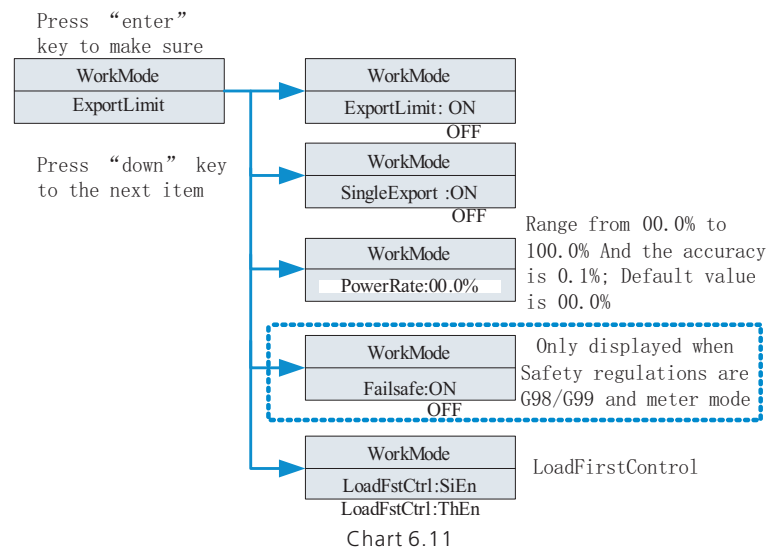 Press “enter”
key to make sure
WorkMode
ExportLimit
Press “down” key
to the next item
WorkMode
ExportLimit: ON
OFF
WorkMode
SingleExport :ON
OFF
WorkMode
PowerRate:00.0%
Range from 00.0% to
100.0% And the accuracy
is 0.1%; Default value
is 00.0%
WorkMode
Failsafe:ON
OFF
Only displayed when
Safety regulations are
G98/G99 and meter mode
WorkMode
LoadFstCtrl:SiEn
LoadFstCtrl:ThEn
LoadFirstControl
Chart 6.11